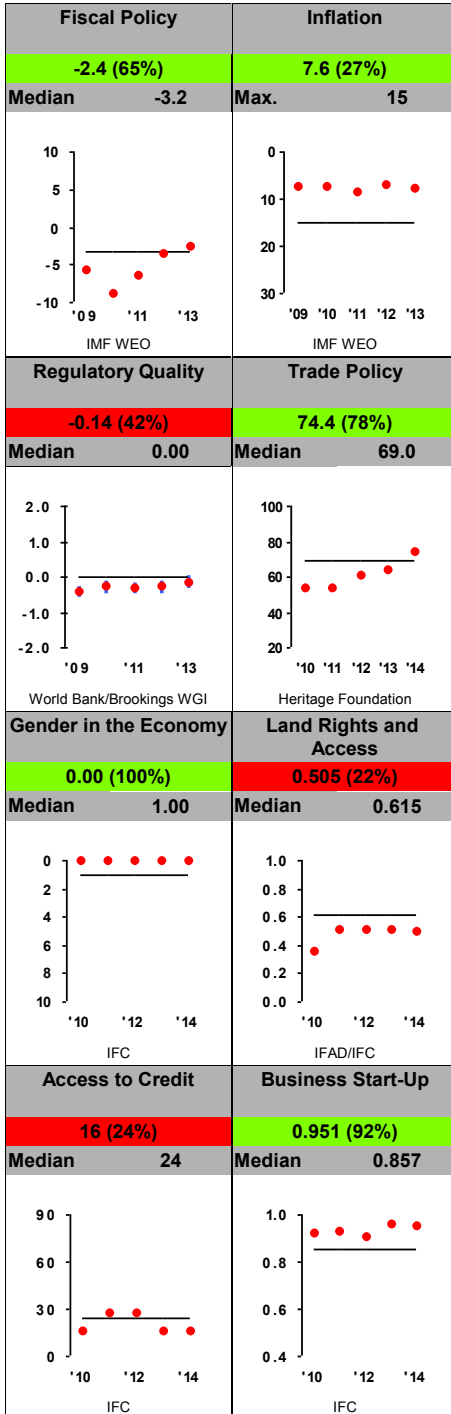 Fiscal Policy
-2.4 (65%)
Median -3.2
10
5
0
-5
-10
'09 '11 '13
IMF WEO
Inflation
7.6 (27%)
Max. 15
0
10
20
30
'09 '10 '11 '12 '13
IMF WEO
Regulatory Quality
-0.14 (42%)
Median 0.00
2.0
1.0
0.0
-1.0
-2.0
'09 '11 '13
World Bank/Brookings WGI
Trade Policy
74.4 (78%)
Median 69.0
100
80
60
40
20
'10 '11 '12 '13 '14
Heritage Foundation
Gender in the Economy
0.00 (100%)
Median 1.00
0
2
4
6
8
10
'10 '12 '14
IFC
Land Rights and
Access
0.505 (22%)
Median 0.615
1.0
0.8
0.6
0.4
0.2
0.0
'10 '12 '14
IFAD/IFC
Access to Credit
16 (24%)
Median 24
90
60
30
0
'10 '12 '14
IFC
Business Start-Up
0.951 (92%)
Median 0.857
1.0
0.8
0.6
0.4
'10 '12 '14
IFC